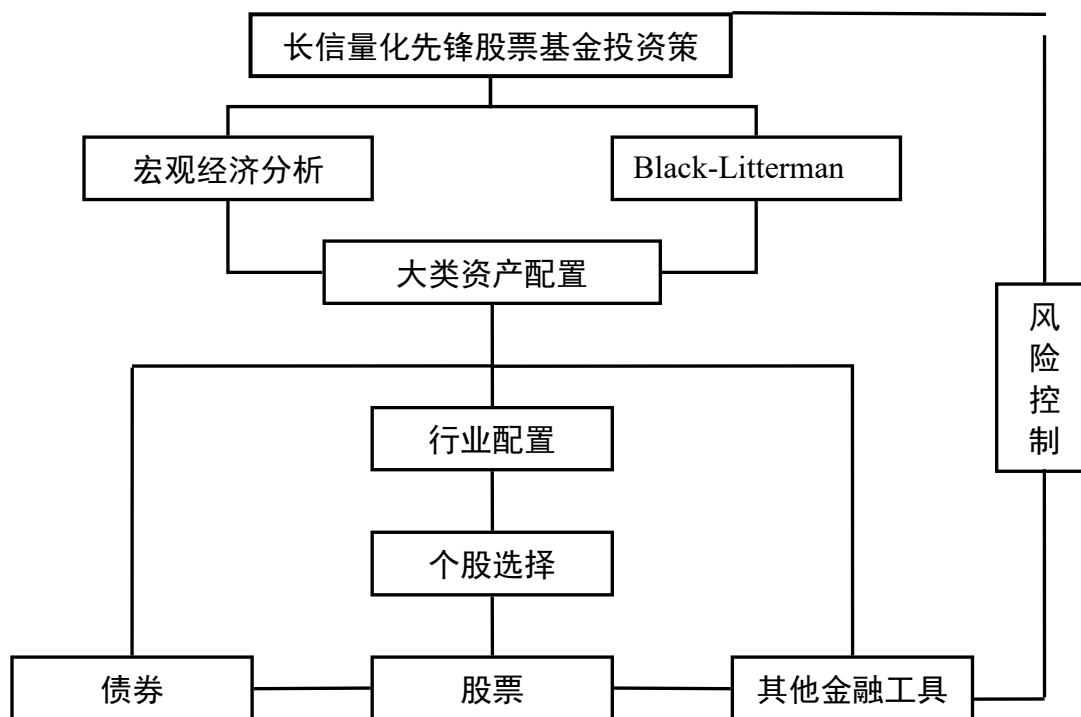 长信量化先锋股票基金投资策
宏观经济分析
Black-Litterman
大类资产配置
风
险
控
制
行业配置
个股选择
债券
股票
其他金融工具